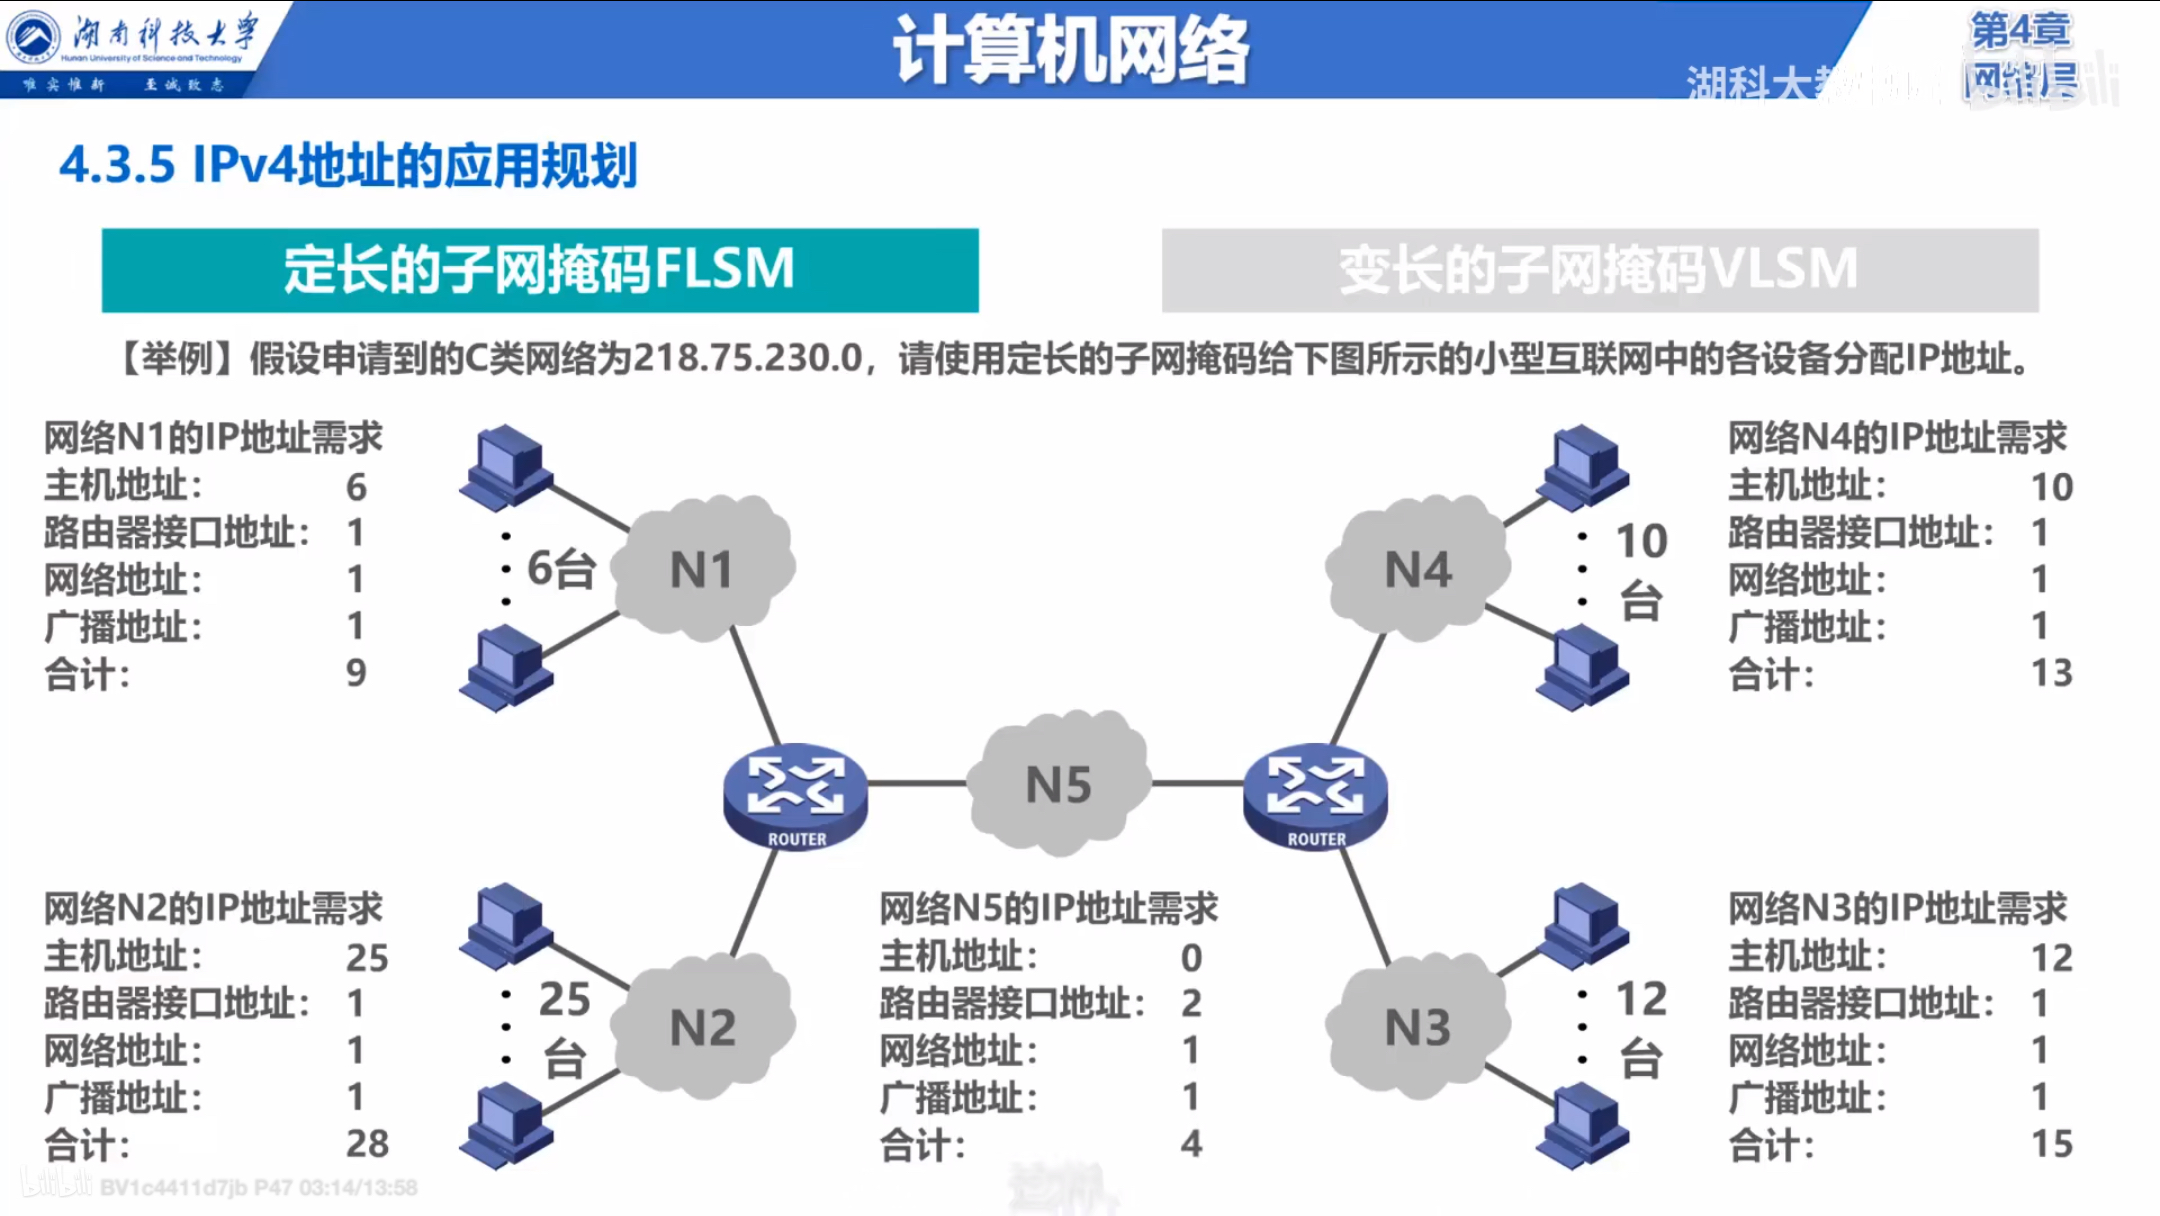 湖南科技大学
Hunan University of Science and Technology
唯实惟新 至诚致志
计算机网络
第4章
网络层
湖科大
4.3.5 IPv4地址的应用规划
定长的子网掩码FLSM
变长的子网掩码VLSM
【举例】假设申请到的C类网络为218.75.230.0，请使用定长的子网掩码给下图所示的小型互联网中的各设备分配IP地址。
网络N1的IP地址需求
主机地址： 6
路由器接口地址： 1
网络地址： 1
广播地址： 1
合计： 9
6台
N1
N4
10
台
网络N4的IP地址需求
主机地址： 10
路由器接口地址： 1
网络地址： 1
广播地址： 1
合计： 13
ROUTER
N5
ROUTER
网络N2的IP地址需求
主机地址： 25
路由器接口地址： 1
网络地址： 1
广播地址： 1
合计： 28
25
台
N2
网络N5的IP地址需求
主机地址： 0
路由器接口地址： 2
网络地址： 1
广播地址： 1
合计： 4
N3
12
台
网络N3的IP地址需求
主机地址： 12
路由器接口地址： 1
网络地址： 1
广播地址： 1
合计： 15
bilibili BV1c4411d7jb P47 03:14/13:58